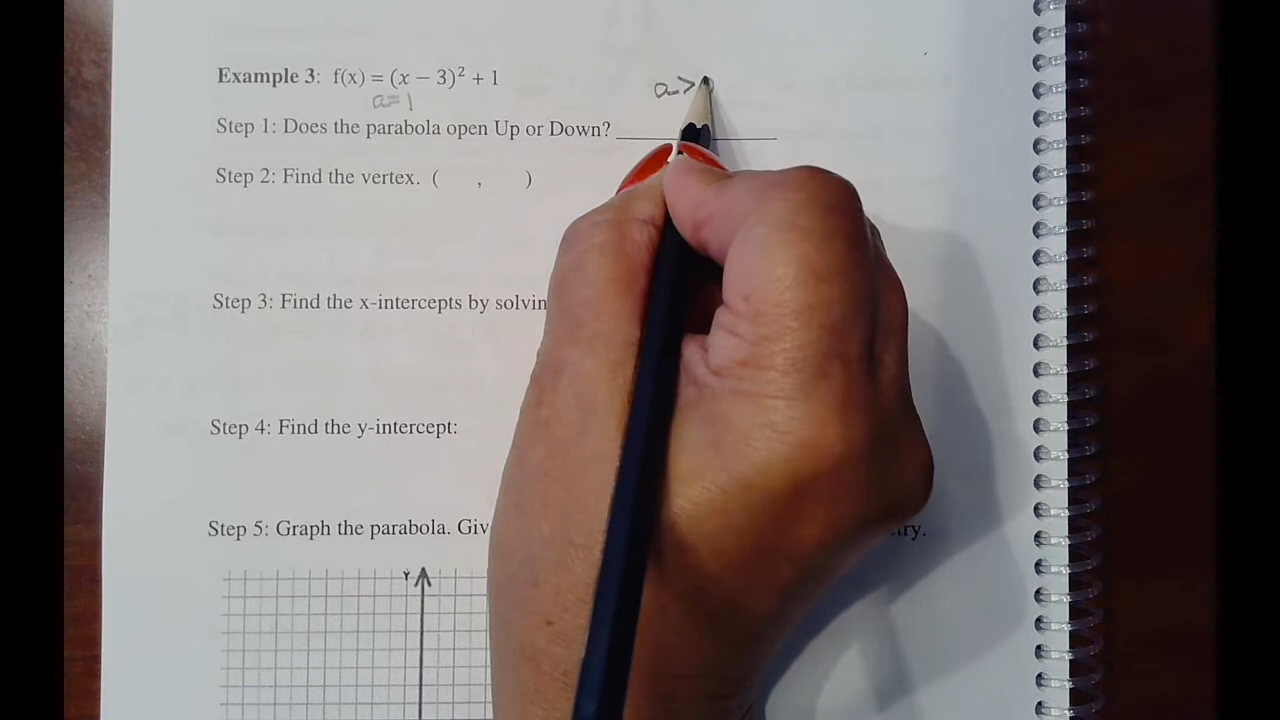 Example 3: f(x) = (x − 3)² + 1
a=1
a>
Step 1: Does the parabola open Up or Down? ____________
Step 2: Find the vertex. (    ,    )
Step 3: Find the x-intercepts by solvin
Step 4: Find the y-intercept:
Step 5: Graph the parabola. Giv
Y